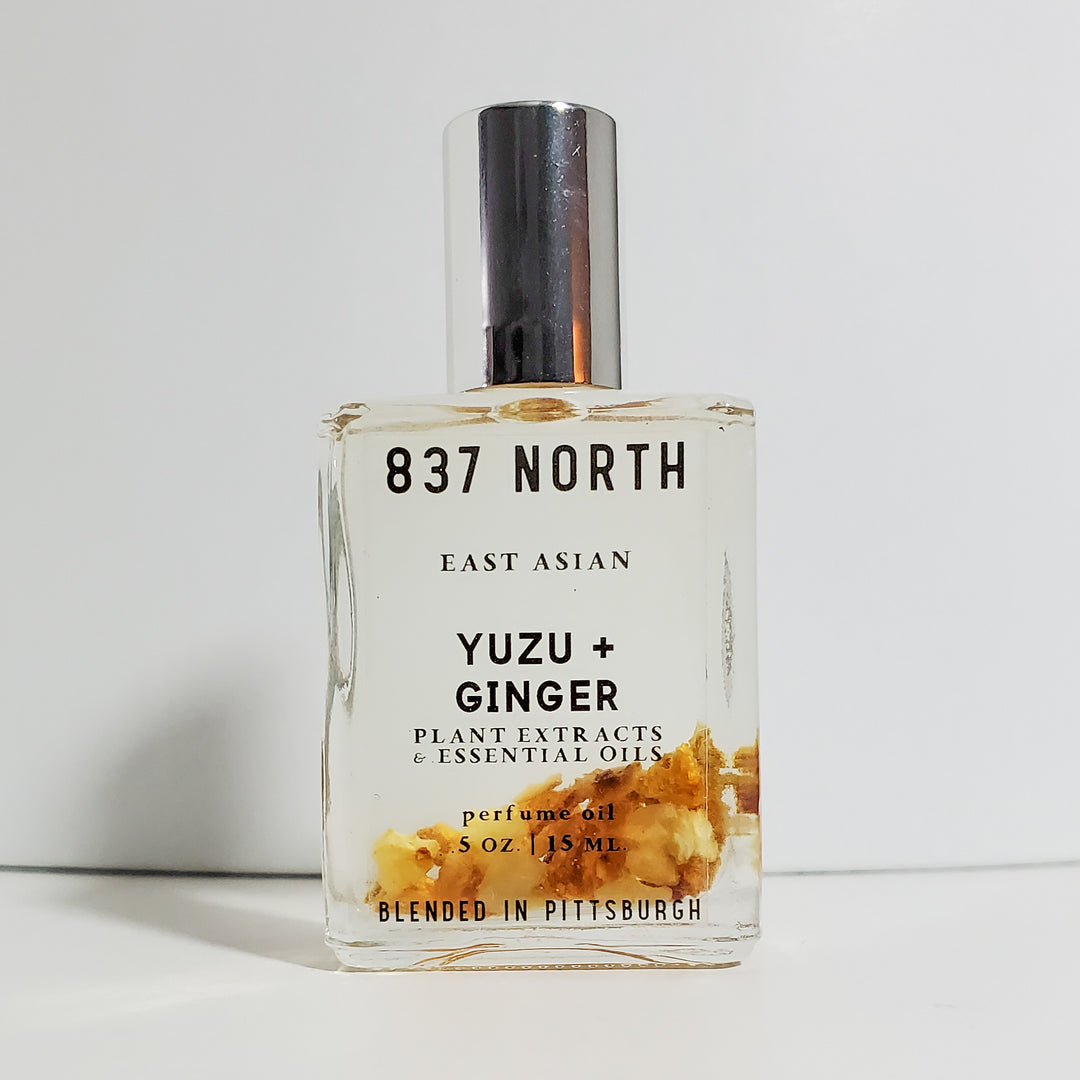 837 NORTH
EAST ASIAN
YUZU +
GINGER
PLANT EXTRACTS
& ESSENTIAL OILS
perfume oil
.5 OZ. | 15 ML.
BLENDED IN PITTSBURGH